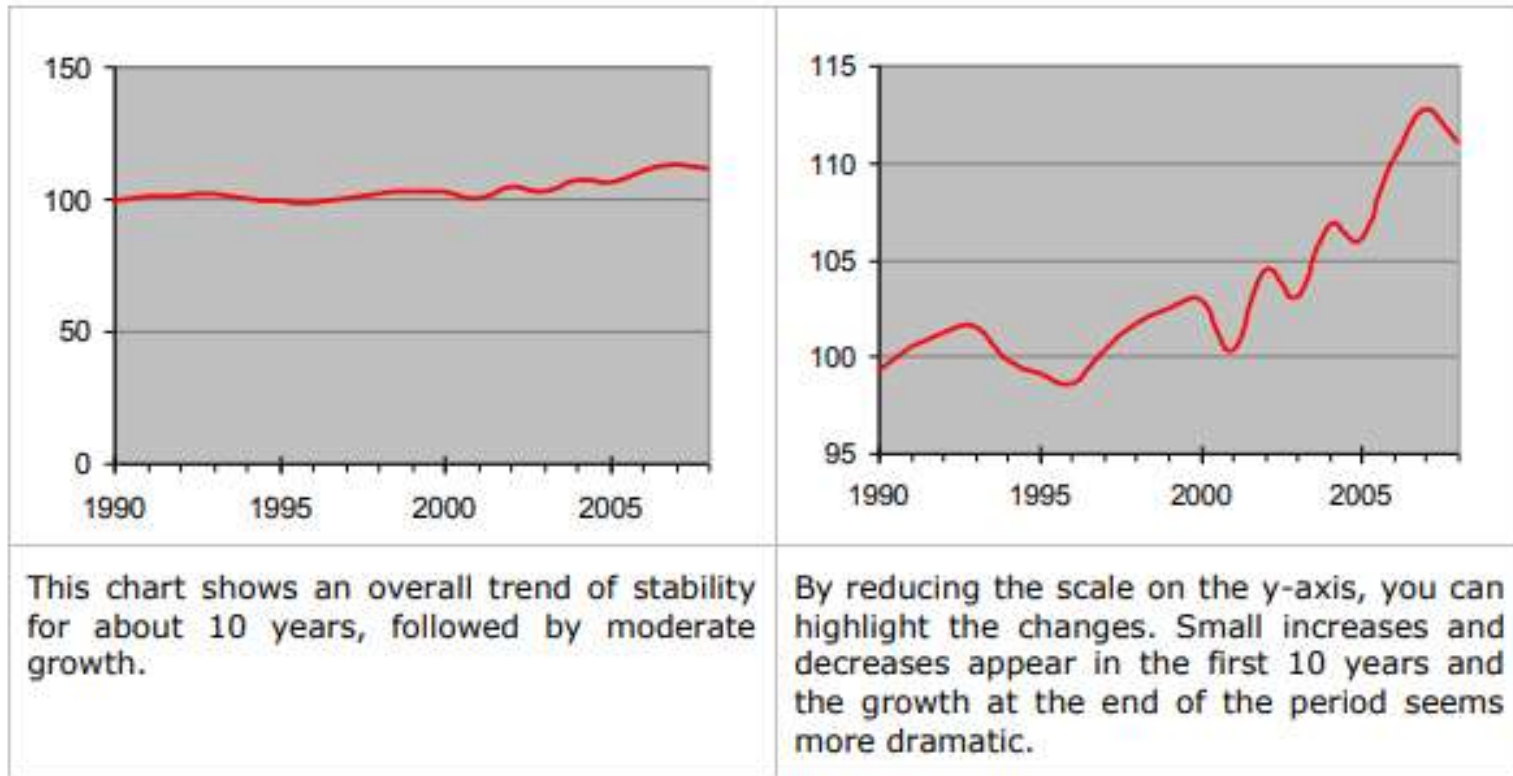 150
100
50
0
1990 1995 2000 2005
115
110
105
100
95
1990 1995 2000 2005
This chart shows an overall trend of stability
for about 10 years, followed by moderate
growth.
By reducing the scale on the y-axis, you can
highlight the changes. Small increases and
decreases appear in the first 10 years and
the growth at the end of the period seems
more dramatic.